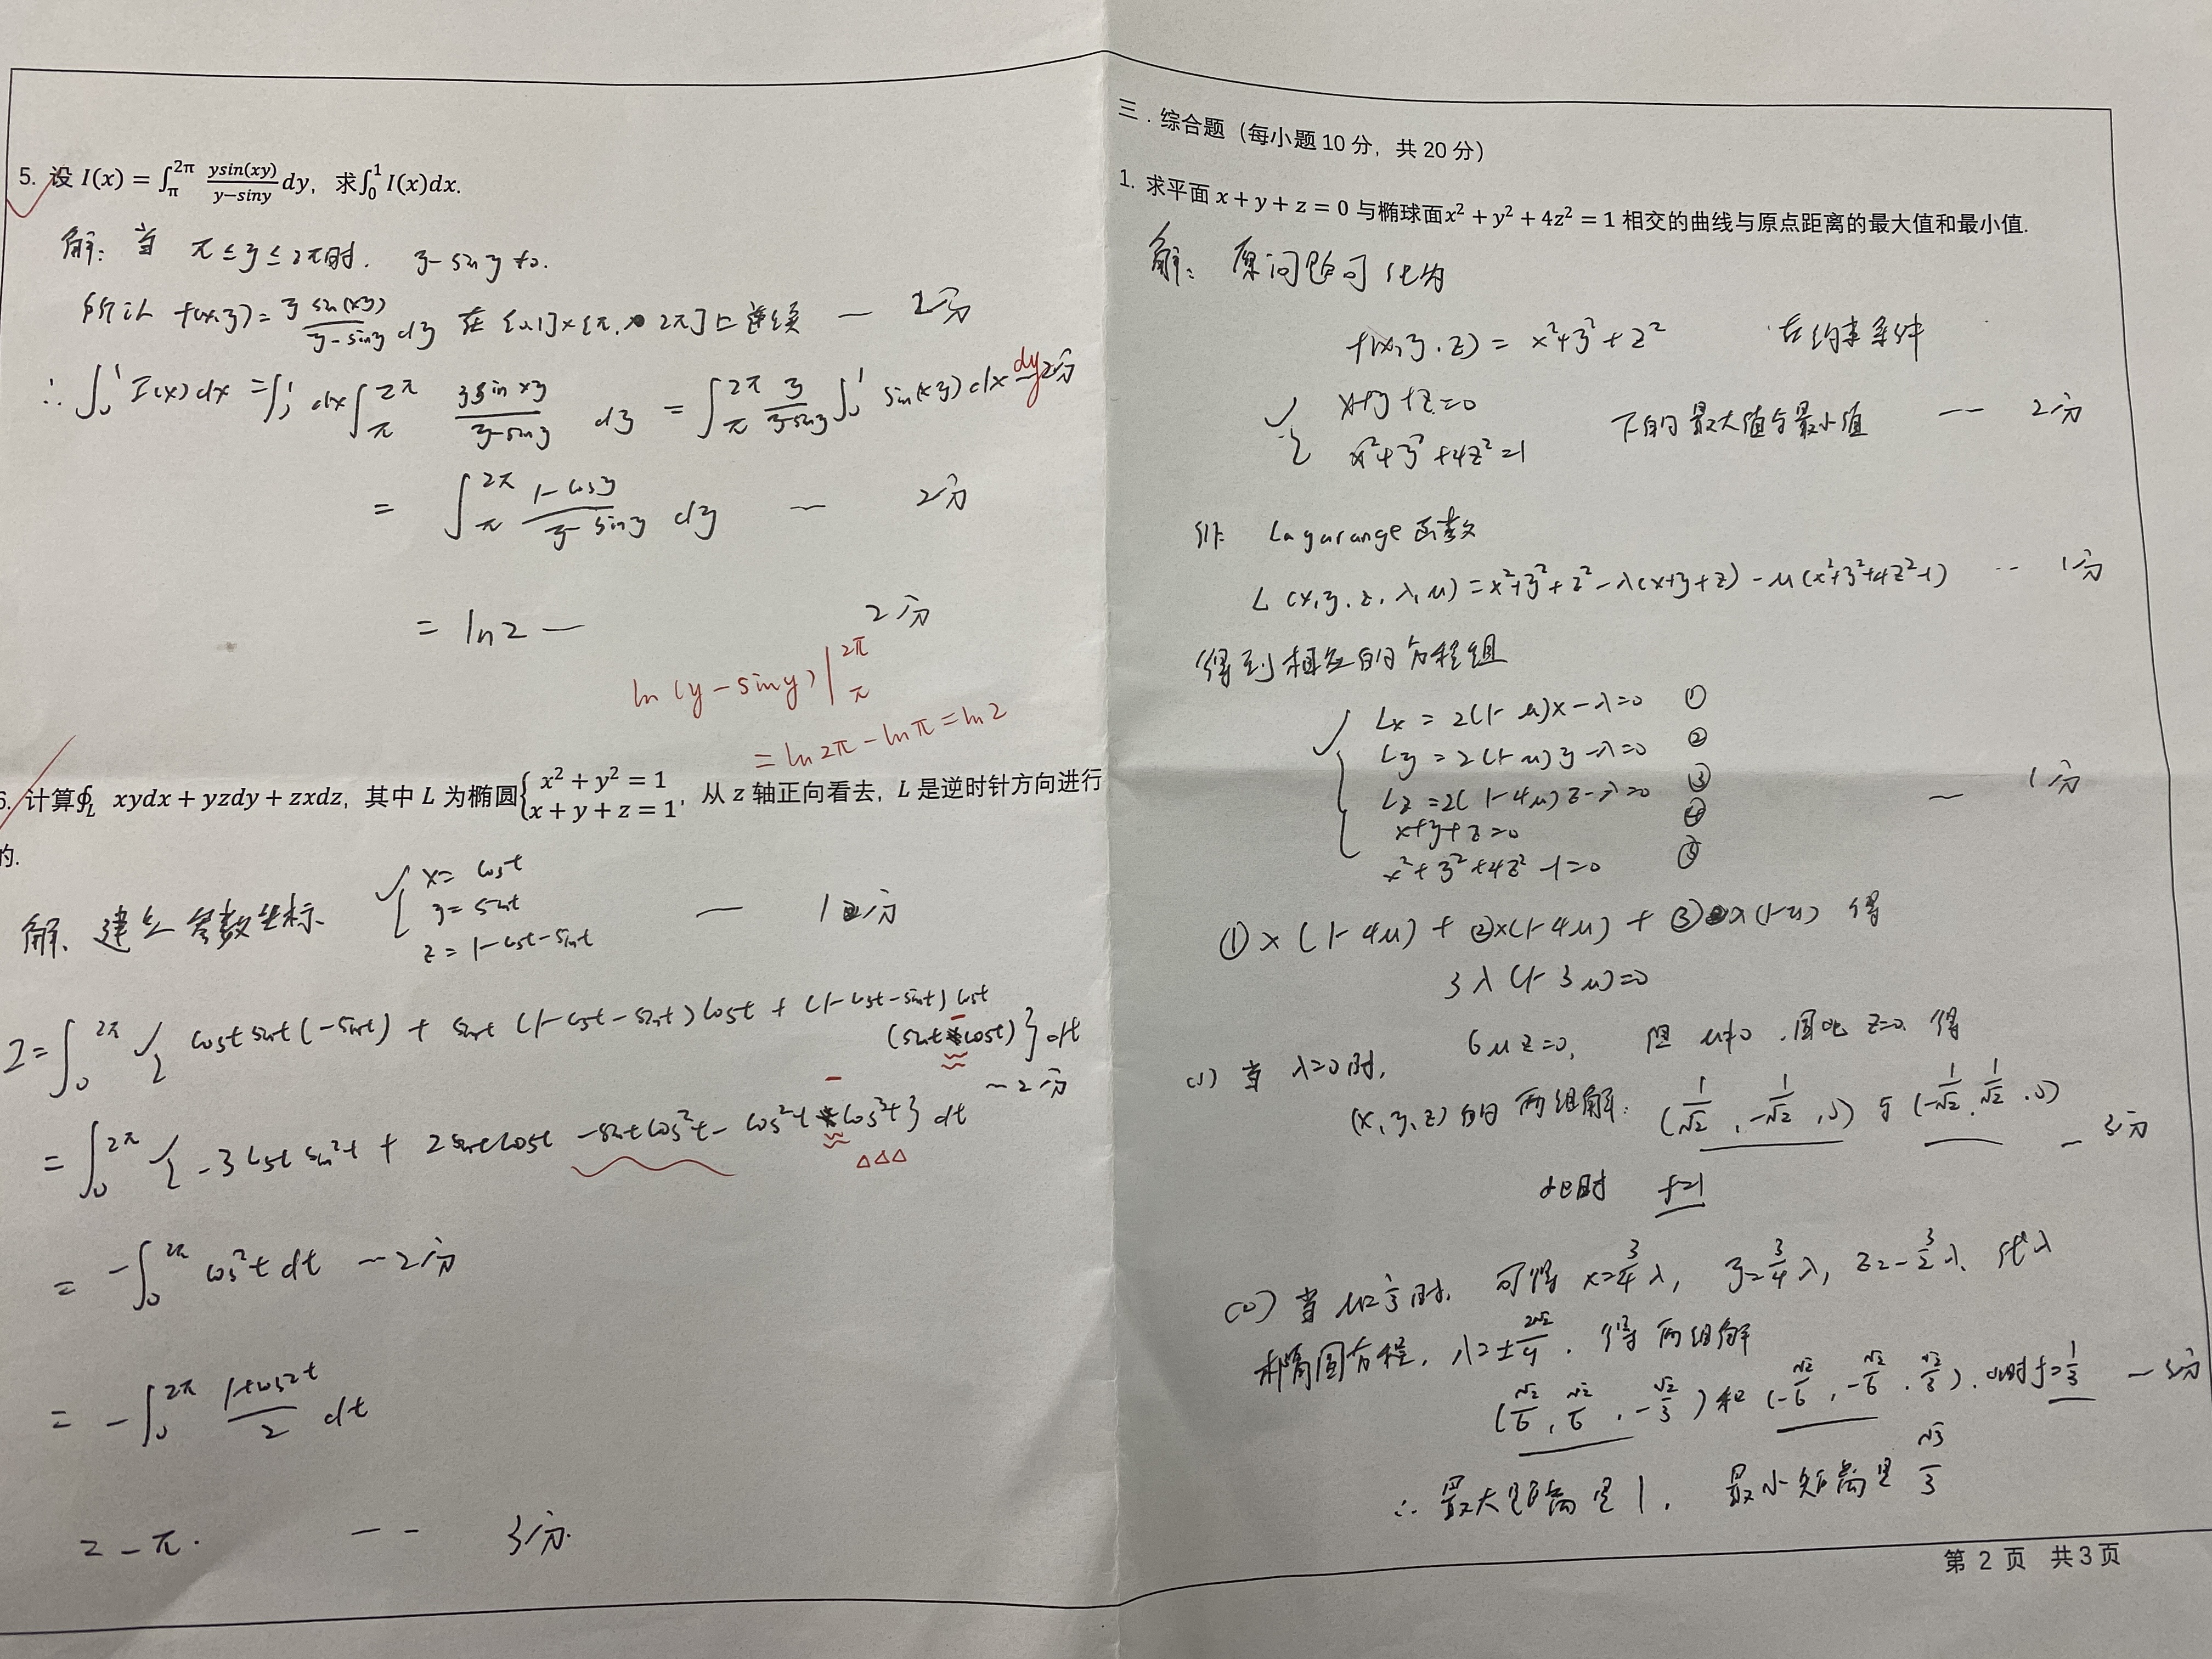 5. 设 I(x) = ∫_π^{2π} ysin(xy)/(y−siny) dy, 求∫_0^1 I(x)dx.
解: 当 π ≤ y ≤ 2π时. y−siny ≠0.
所以 f(x,y)= y sin(xy)/(y−siny) dy 在 [0,1]×[π, 2π]上连续 — 2分
∴ ∫_0^1 I(x)dx = ∫_0^1 dx ∫_π^{2π} ysin xy/(y−siny) dy = ∫_π^{2π} y/(y−siny) ∫_0^1 sin(xy) dx dy — 2分
= ∫_π^{2π} (1−cosy)/(y−siny) dy — 2分
= ln2 — 2分
ln(y−siny)|_π^{2π}
= ln2π − lnπ = ln2
6. 计算∮_L xydx + yzdy + zxdz, 其中 L 为椭圆{x² + y² = 1, x + y + z = 1, 从 z 轴正向看去, L 是逆时针方向进行
的.
解、建立参数坐标 { x= cost
y= sint
z= 1−cost−sint — 1分
I= ∫_0^{2π} { cost sint(−sint) + sint (1−cost−sint)cost + (1−cost−sint) cost
(sint − cost) } dt — 2分
= ∫_0^{2π} { −3cost sin²t + 2sintcost −sintcos²t − cos²t + cos³t } dt
= −∫_0^{2π} cos²t dt — 2分
= −∫_0^{2π} (1+cos2t)/2 dt
= −π. — — 3分.
三 . 综合题 (每小题 10 分, 共 20 分)
1. 求平面 x + y + z = 0 与椭球面x² + y² + 4z² = 1 相交的曲线与原点距离的最大值和最小值.
解: 原问题可化为
f(x,y,z) = x²+y²+z² 在约束条件
{ x+y+z=0
x²+y²+4z²=1 下的最大值与最小值 — — 2分
作 Lagurange 函数
L(x,y,z,λ,μ) = x²+y²+z²−λ(x+y+z)−μ(x²+y²+4z²−1) — — 1分
得到相应的方程组
{ Lx = 2(1−μ)x−λ=0 ①
Ly = 2(1−μ)y−λ=0 ②
Lz = 2(1−4μ)z−λ=0 ③ — 1分
x+y+z=0 ④
x²+y²+4z²−1=0 ⑤
①×(1−4μ) + ②×(1−4μ) + ③×(1−μ) 得
3λ(1−3μ)=0
(1) 当 λ=0时, 6μz=0, 但 μ≠0, 因此 z=0, 得
(x,y,z)的两组解: (1/√2, −1/√2, 0) 与 (−1/√2, 1/√2, 0) — 3分
此时 f=1
(2) 当 μ=1/3时, 可得 x=3/4 λ, y=3/4 λ, z=−3/2 λ. 代入
椭圆方程, λ=±2√2/9. 得两组解
(√2/6, √2/6, −√2/3) 和 (−√2/6, −√2/6, √2/3). 此时f=1/3 — 3分
∴ 最大距离是 1, 最小距离是 √3/3
第 2 页 共 3 页